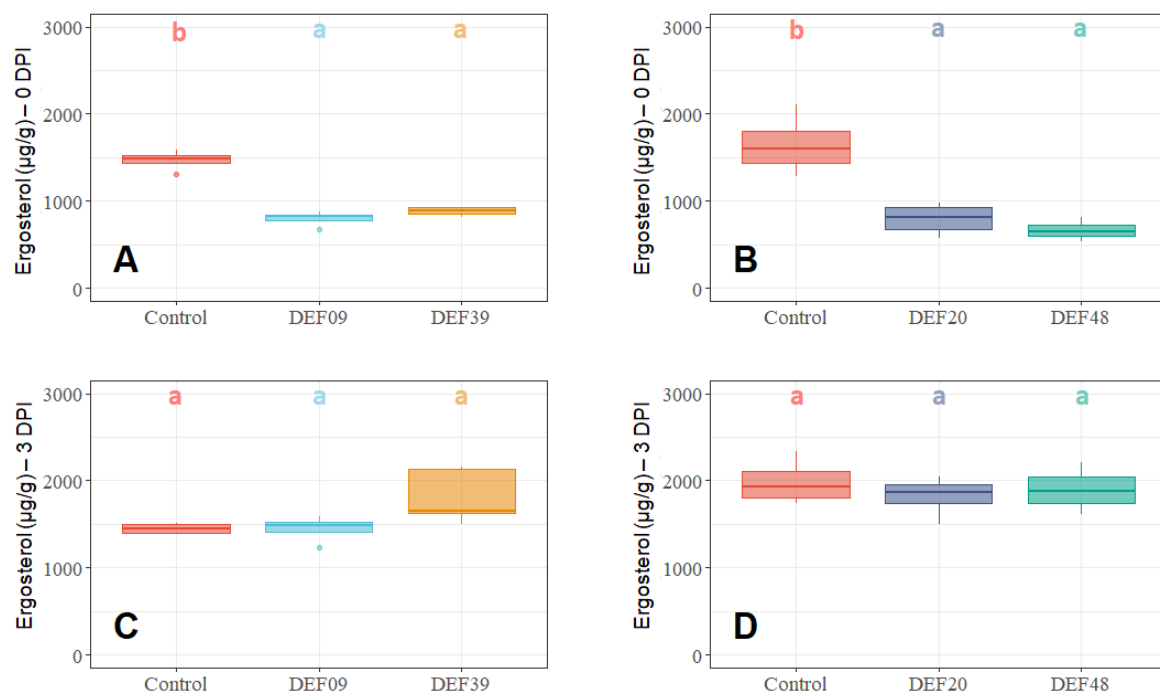 Ergosterol (µg/g) – 0 DPI
3000
2000
1000
0
b a a
A
Control DEF09 DEF39
Ergosterol (µg/g) – 0 DPI
3000
2000
1000
0
b a a
B
Control DEF20 DEF48
Ergosterol (µg/g) – 3 DPI
3000
2000
1000
0
a a a
C
Control DEF09 DEF39
Ergosterol (µg/g) – 3 DPI
3000
2000
1000
0
a a a
D
Control DEF20 DEF48